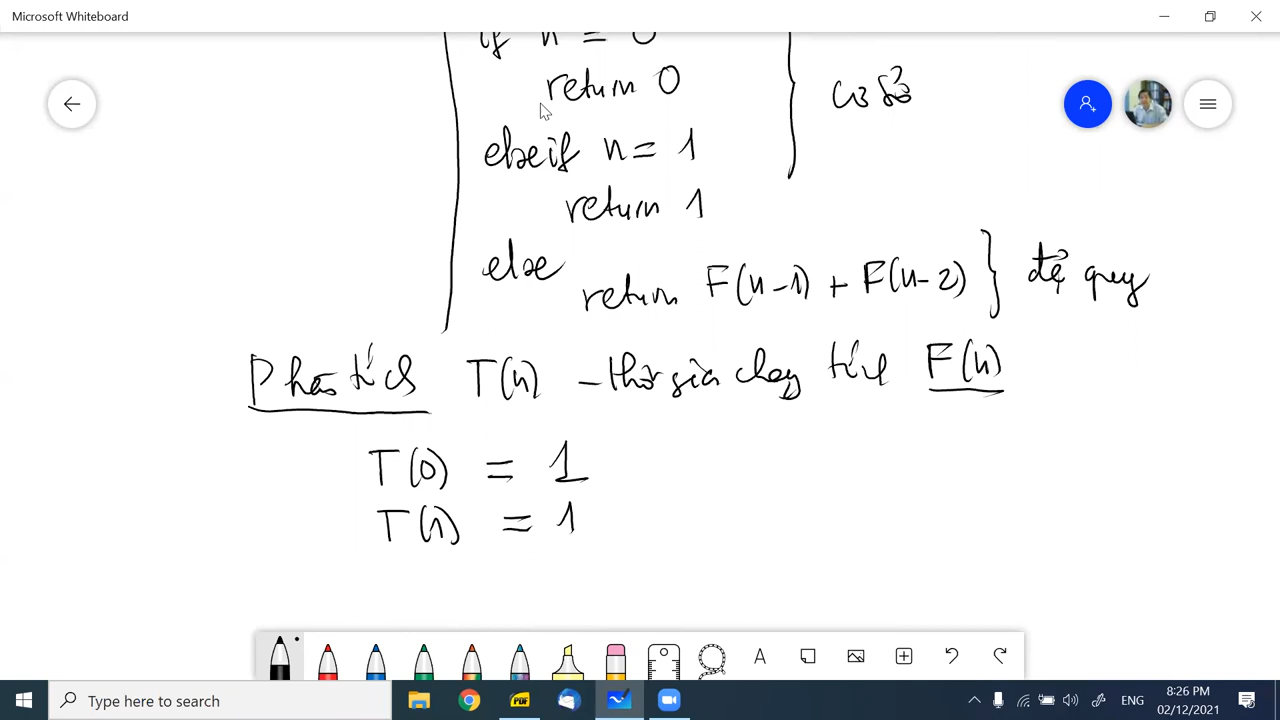 Microsoft Whiteboard
if n = 0
return 0
cơ sở
elseif n = 1
return 1
else
return F(n-1) + F(n-2)
đệ quy
Phân tích T(n) - thời gian chạy tính F(n)
T(0) = 1
T(1) = 1
A
Type here to search
PDF
ENG
8:26 PM
02/12/2021